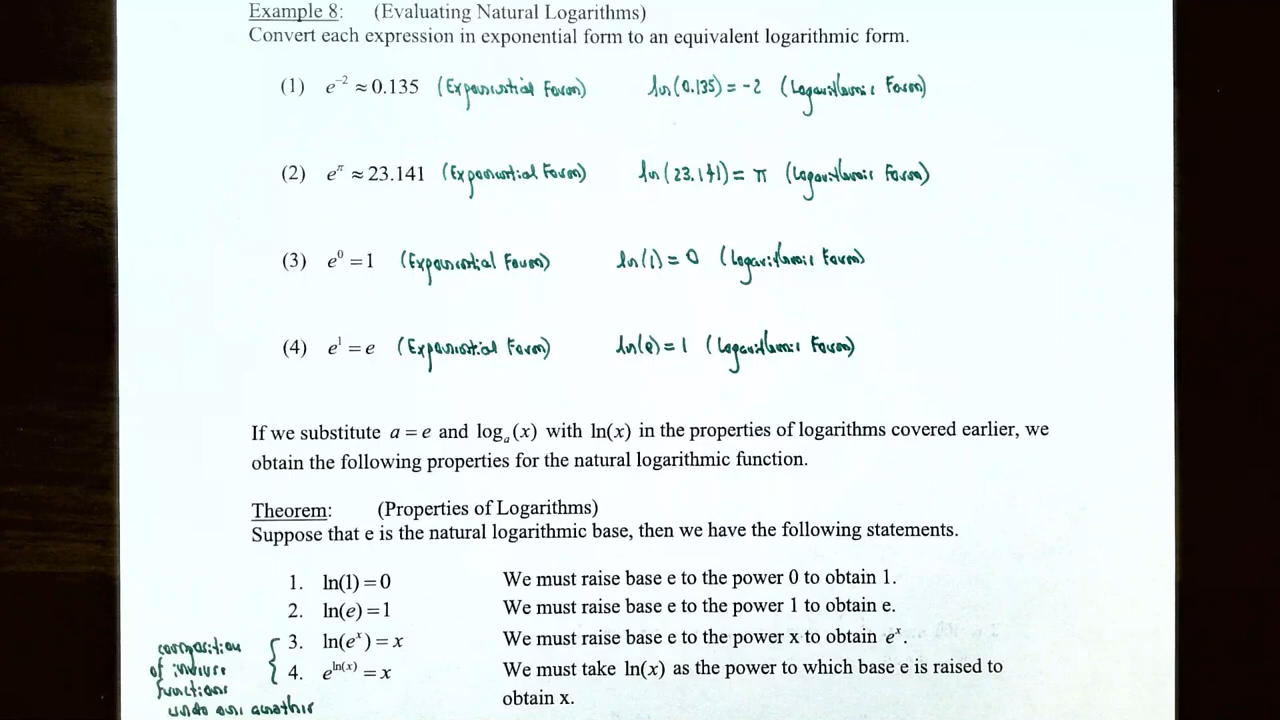 Example 8: (Evaluating Natural Logarithms)
Convert each expression in exponential form to an equivalent logarithmic form.
(1) e⁻² ≈ 0.135 (Exponential Form) ln(0.135) = -2 (Logarithmic Form)
(2) e^π ≈ 23.141 (Exponential Form) ln(23.141) = π (Logarithmic Form)
(3) e⁰ = 1 (Exponential Form) ln(1) = 0 (Logarithmic Form)
(4) e¹ = e (Exponential Form) ln(e) = 1 (Logarithmic Form)
If we substitute a = e and logₐ(x) with ln(x) in the properties of logarithms covered earlier, we
obtain the following properties for the natural logarithmic function.
Theorem: (Properties of Logarithms)
Suppose that e is the natural logarithmic base, then we have the following statements.
1. ln(1) = 0 We must raise base e to the power 0 to obtain 1.
2. ln(e) = 1 We must raise base e to the power 1 to obtain e.
3. ln(eˣ) = x We must raise base e to the power x to obtain eˣ.
4. e^ln(x) = x We must take ln(x) as the power to which base e is raised to
obtain x.
composition
of inverse
functions
undo one another